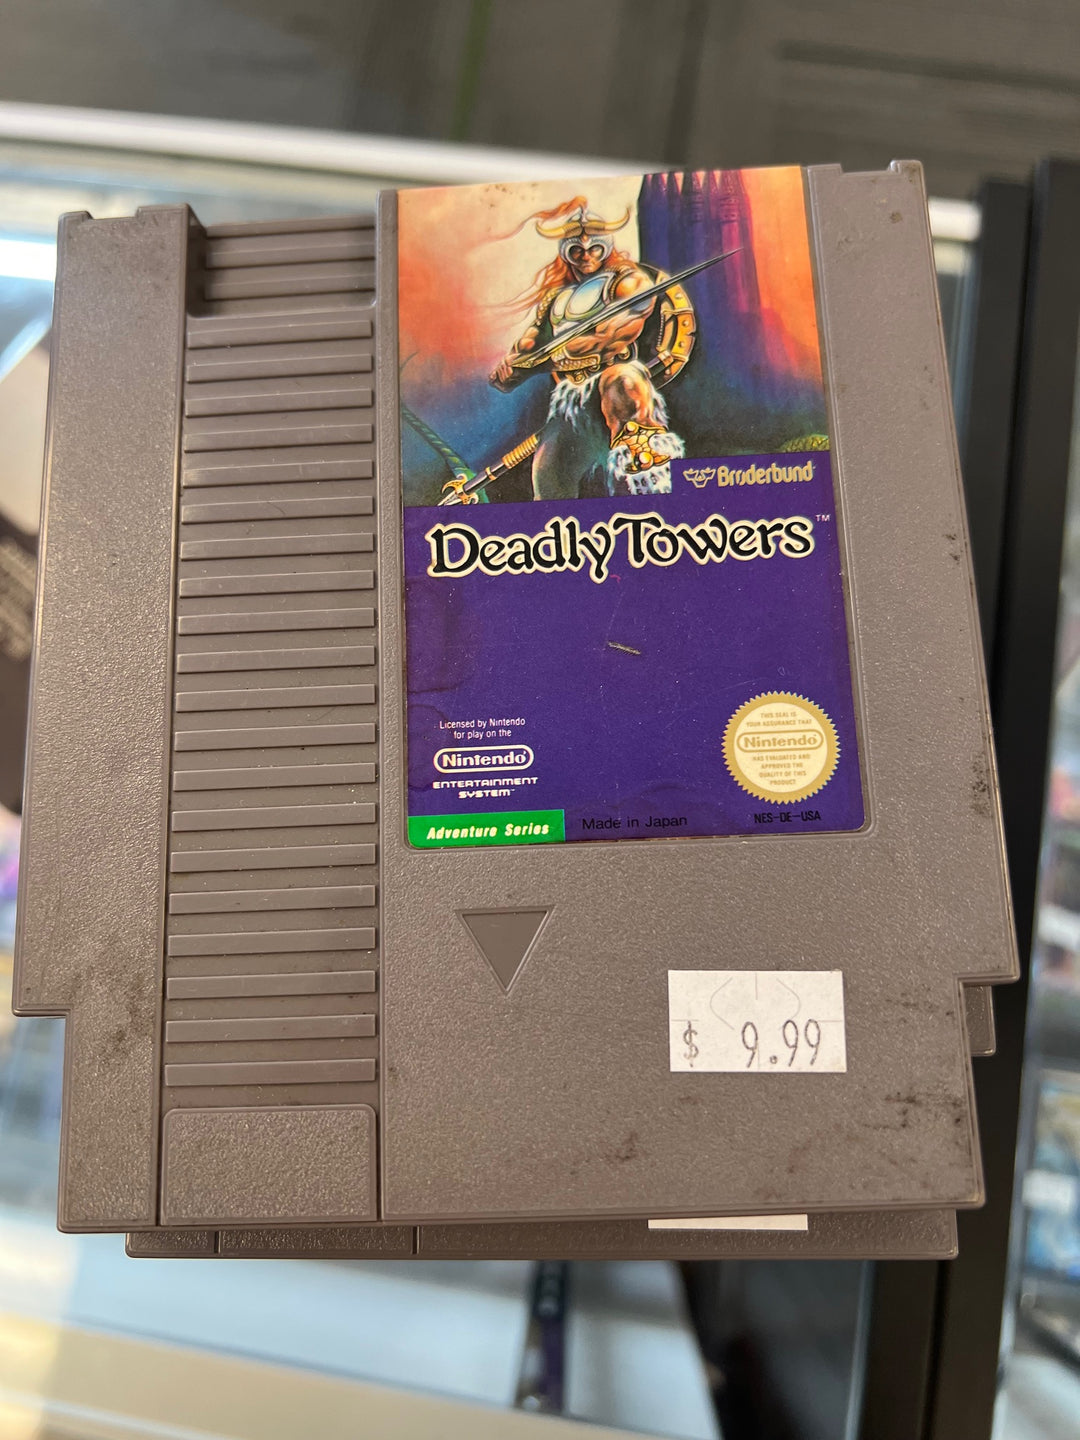 Brøderbund
Deadly Towers™
Licensed by Nintendo
for play on the
Nintendo®
ENTERTAINMENT
SYSTEM™
THIS SEAL IS
YOUR ASSURANCE THAT
Nintendo
HAS EVALUATED AND
APPROVED THE
QUALITY OF THIS
PRODUCT
Adventure Series
Made in Japan
NES-DE-USA
$ 9.99